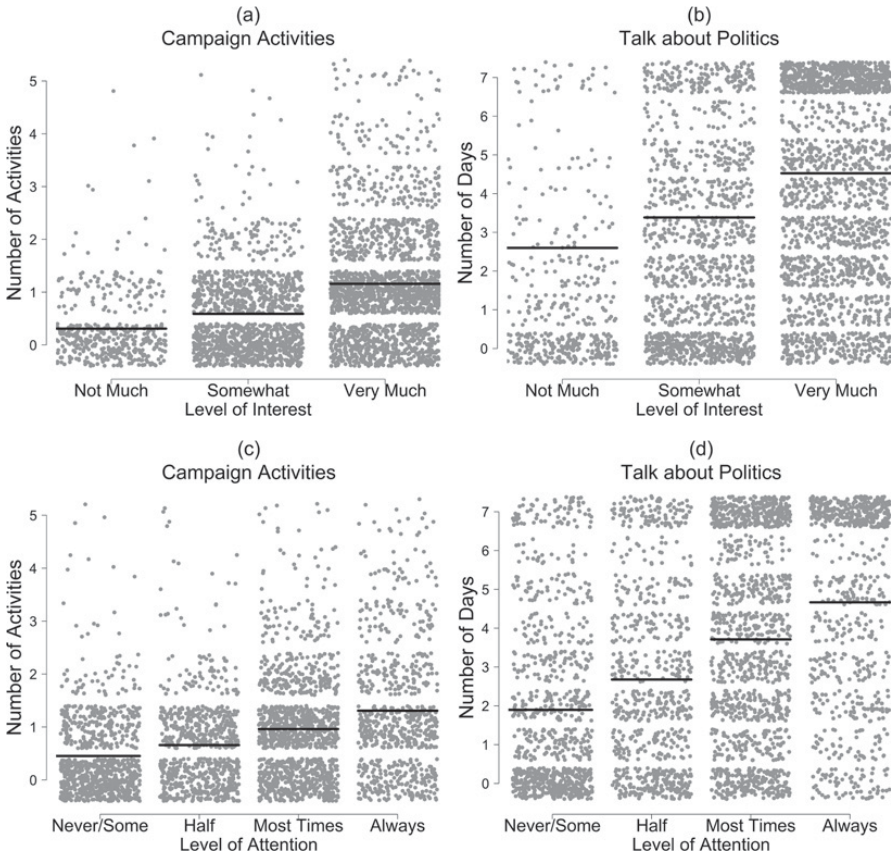 (a)
Campaign Activities
Number of Activities
5
4
3
2
1
0
Not Much Somewhat Very Much
Level of Interest
(b)
Talk about Politics
Number of Days
7
6
5
4
3
2
1
0
Not Much Somewhat Very Much
Level of Interest
(c)
Campaign Activities
Number of Activities
5
4
3
2
1
0
Never/Some Half Most Times Always
Level of Attention
(d)
Talk about Politics
Number of Days
7
6
5
4
3
2
1
0
Never/Some Half Most Times Always
Level of Attention